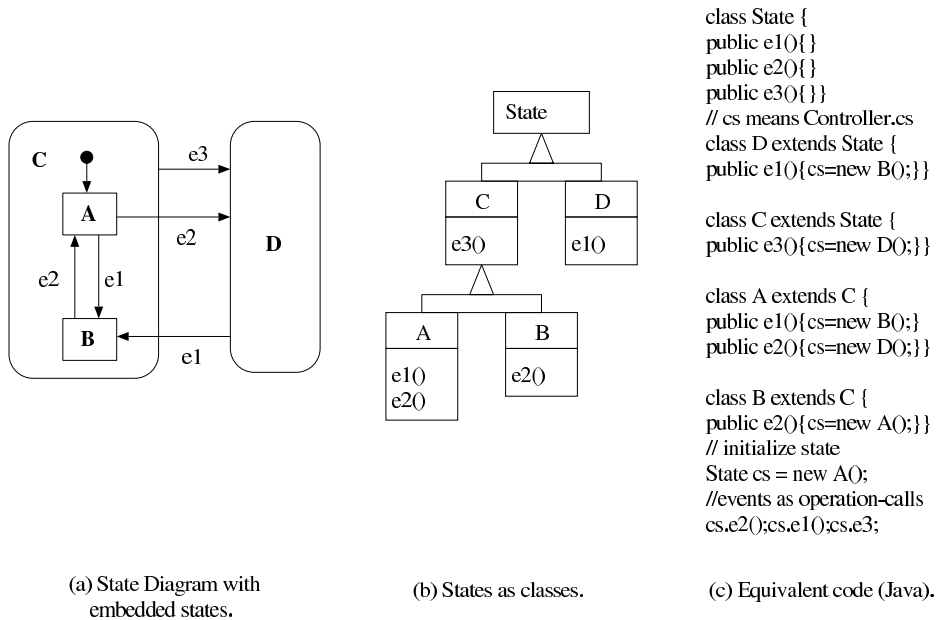 C
A
B
D
e3
e2
e2
e1
e1
(a) State Diagram with
embedded states.
State
C
D
e3()
e1()
A
B
e1()
e2()
e2()
(b) States as classes.
class State {
public e1(){}
public e2(){}
public e3(){}}
// cs means Controller.cs
class D extends State {
public e1(){cs=new B();}}
class C extends State {
public e3(){cs=new D();}}
class A extends C {
public e1(){cs=new B();}
public e2(){cs=new D();}}
class B extends C {
public e2(){cs=new A();}}
// initialize state
State cs = new A();
//events as operation-calls
cs.e2();cs.e1();cs.e3;
(c) Equivalent code (Java).